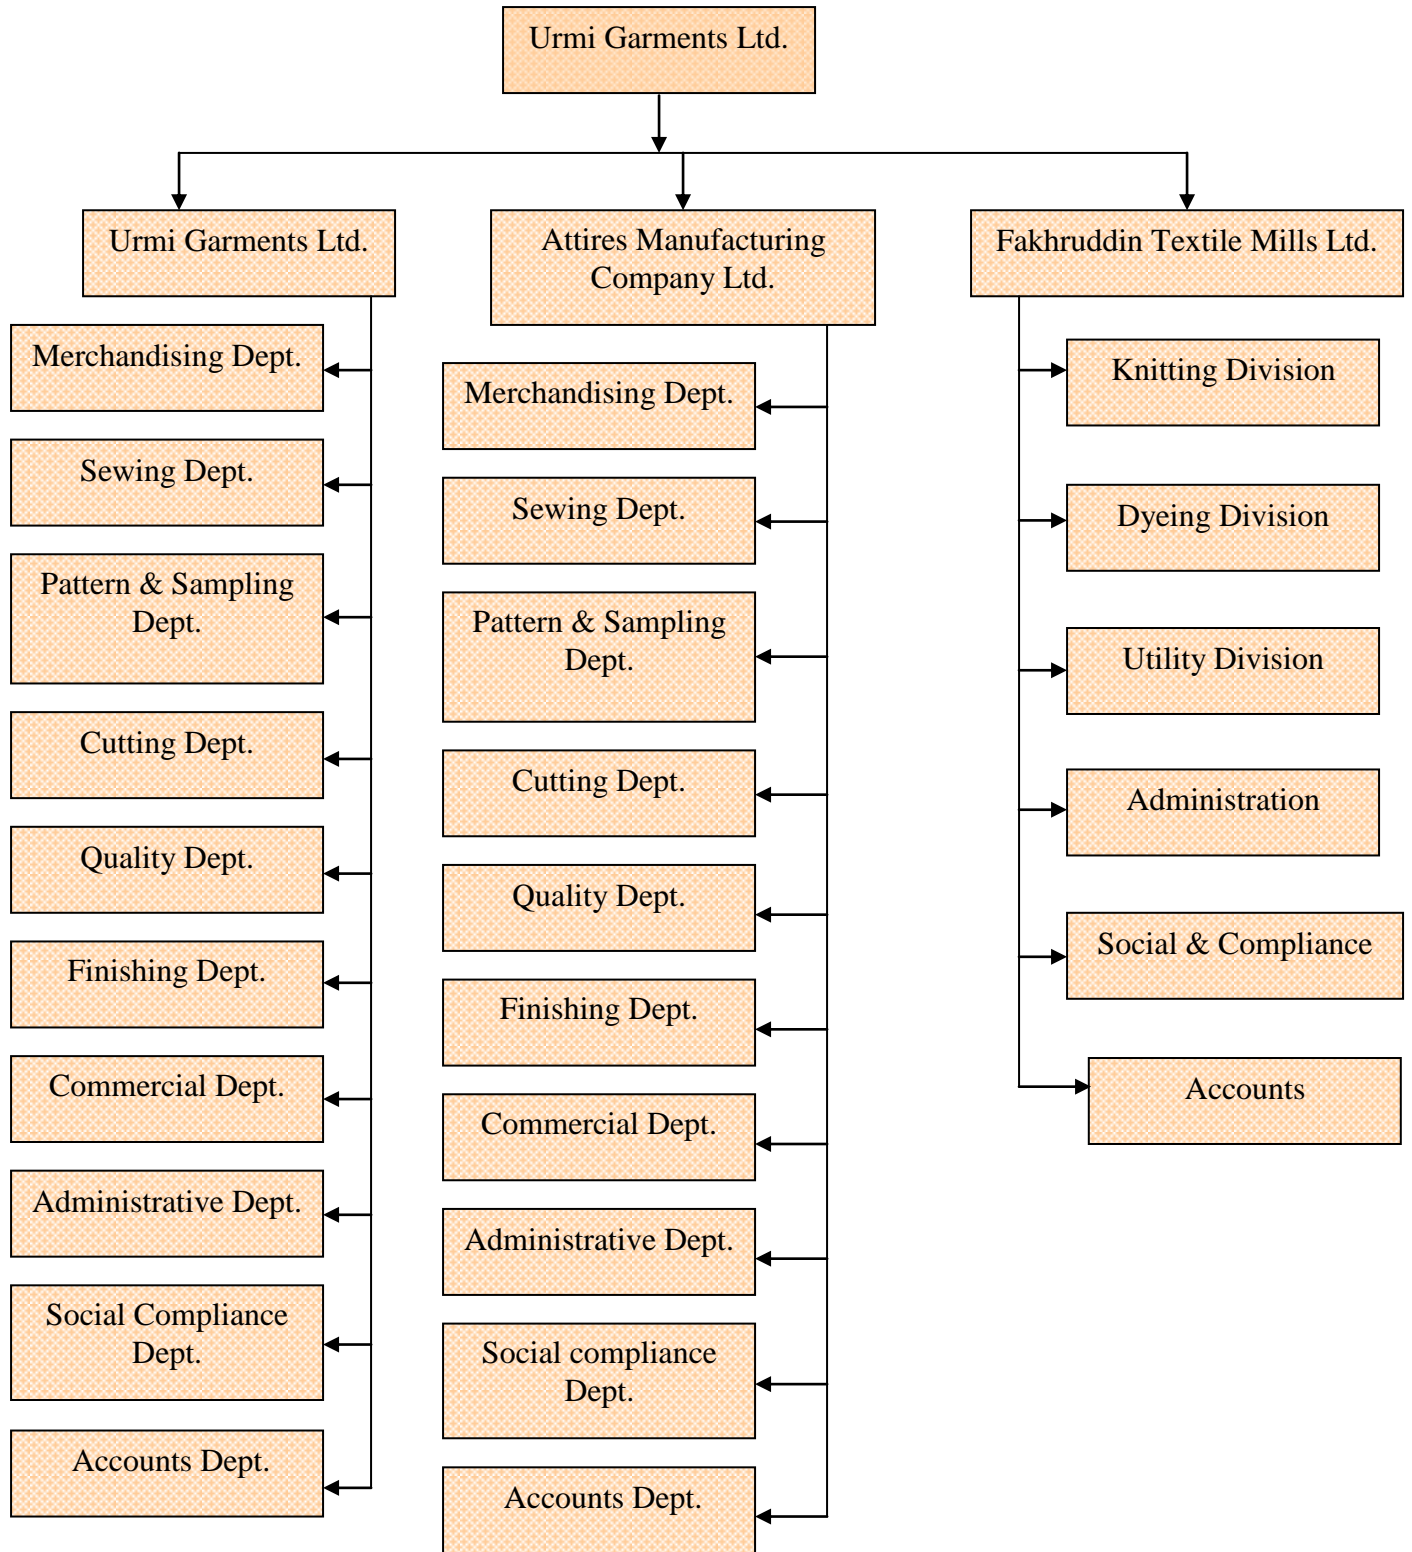 Urmi Garments Ltd.
Urmi Garments Ltd.
Merchandising Dept.
Sewing Dept.
Pattern & Sampling
Dept.
Cutting Dept.
Quality Dept.
Finishing Dept.
Commercial Dept.
Administrative Dept.
Social Compliance
Dept.
Accounts Dept.
Attires Manufacturing
Company Ltd.
Merchandising Dept.
Sewing Dept.
Pattern & Sampling
Dept.
Cutting Dept.
Quality Dept.
Finishing Dept.
Commercial Dept.
Administrative Dept.
Social compliance
Dept.
Accounts Dept.
Fakhruddin Textile Mills Ltd.
Knitting Division
Dyeing Division
Utility Division
Administration
Social & Compliance
Accounts